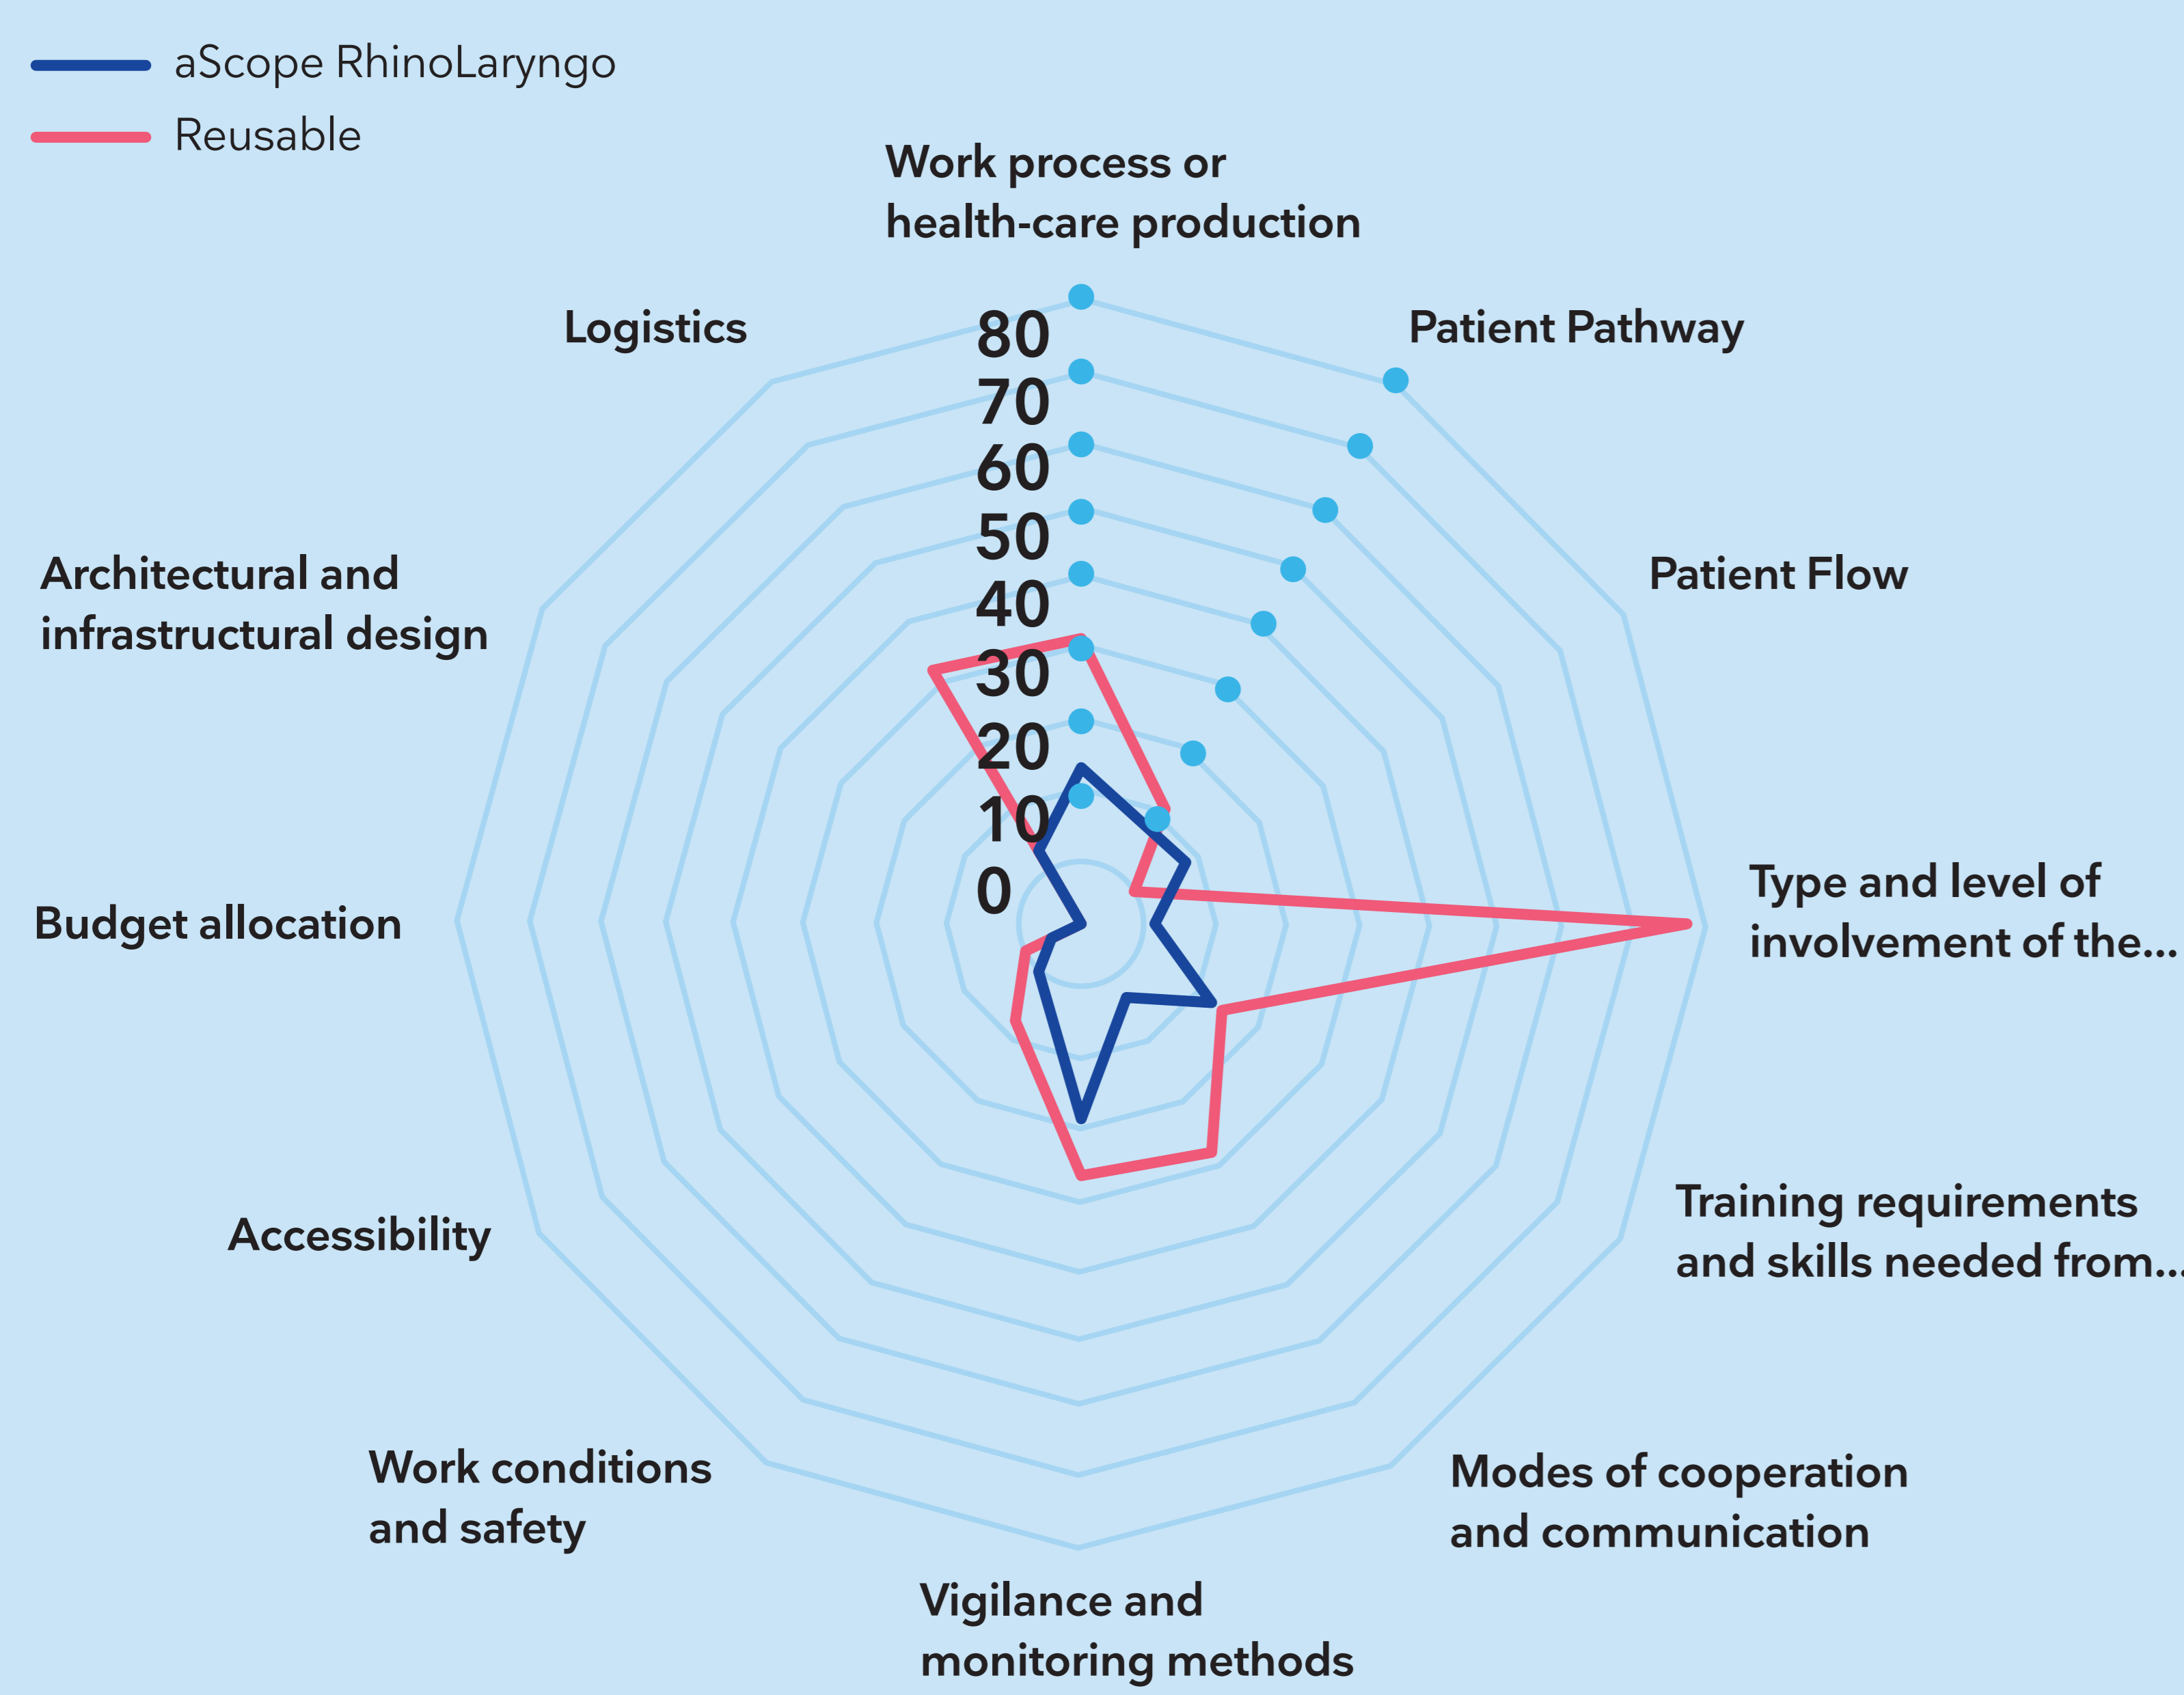 aScope RhinoLaryngo
Reusable
Work process or
health-care production
Logistics
Patient Pathway
80
70
60
50
40
30
20
10
0
Architectural and
infrastructural design
Patient Flow
Budget allocation
Type and level of
involvement of the...
Accessibility
Training requirements
and skills needed from...
Work conditions
and safety
Modes of cooperation
and communication
Vigilance and
monitoring methods